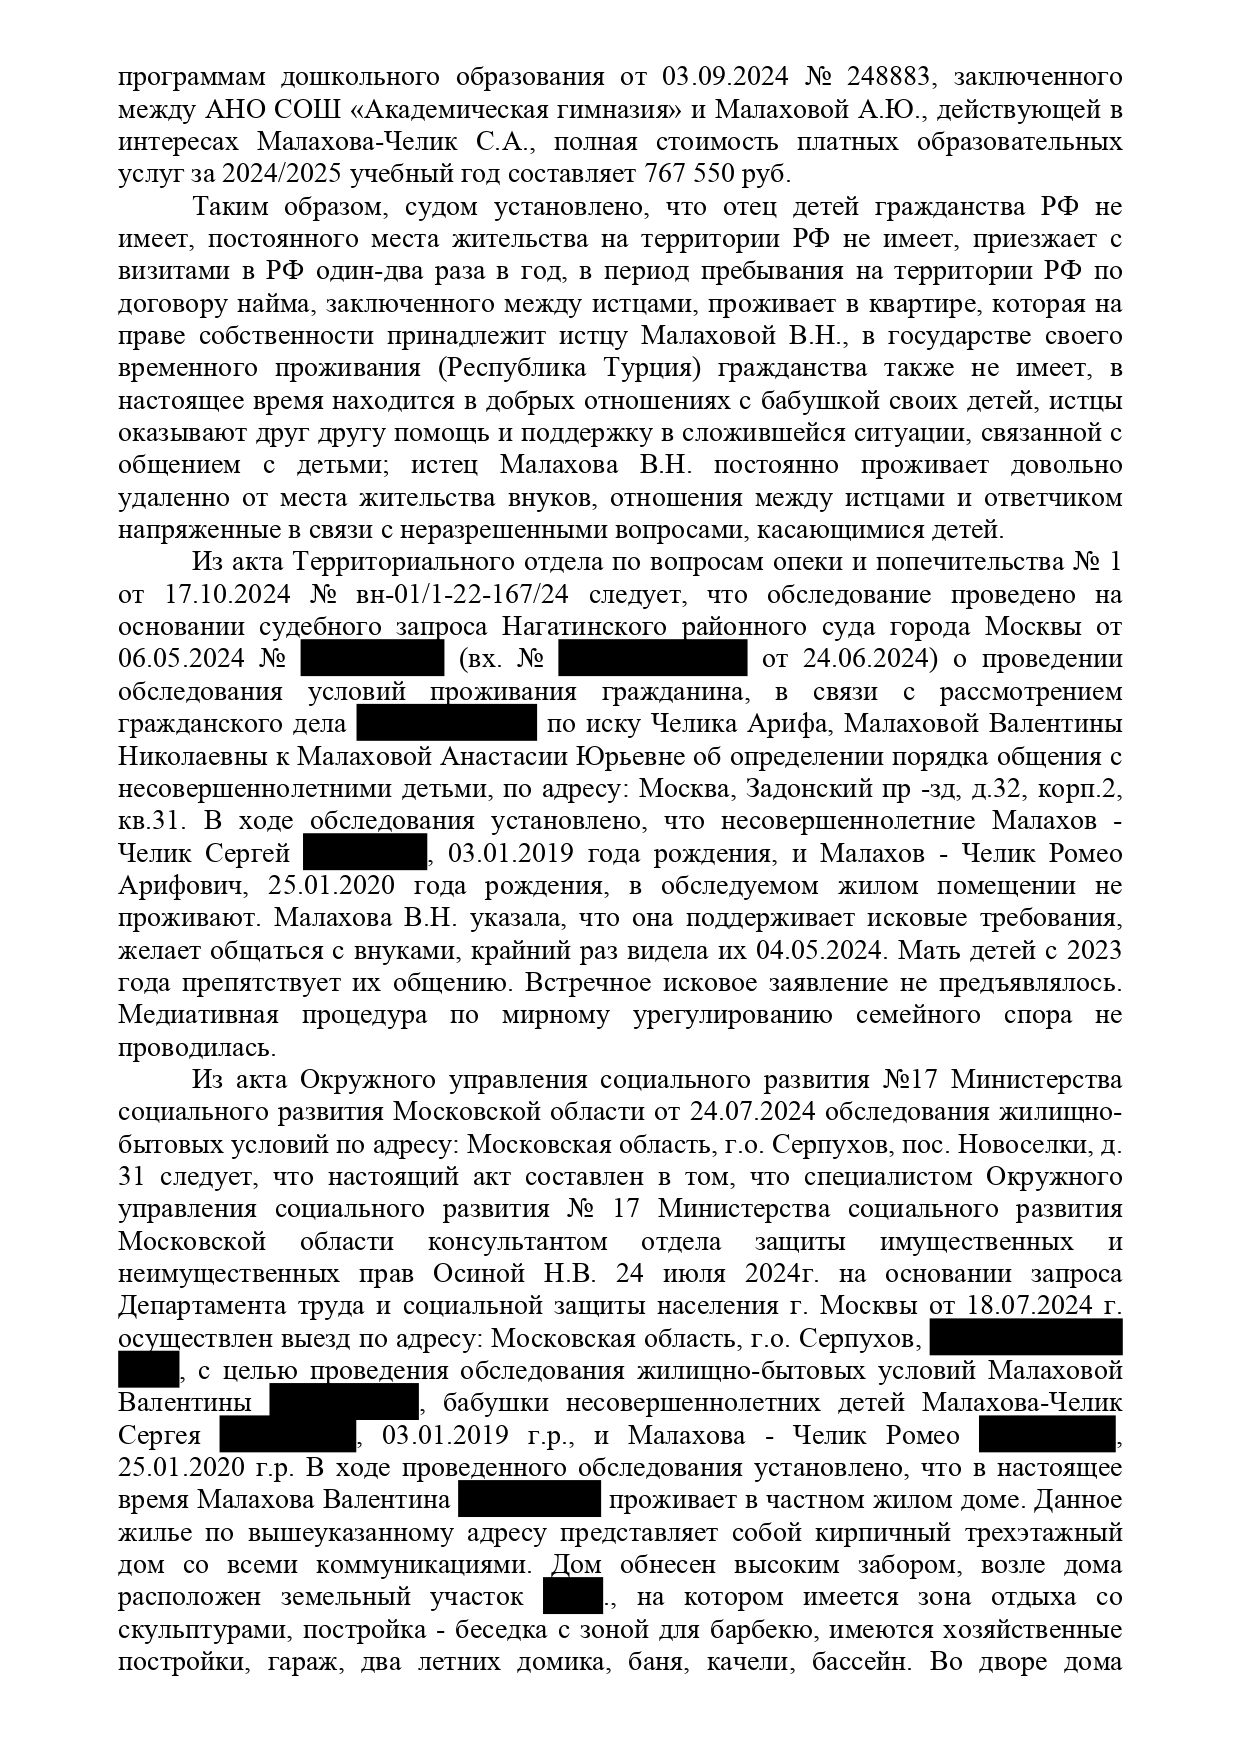 программам дошкольного образования от 03.09.2024 № 248883, заключенного
между АНО СОШ «Академическая гимназия» и Малаховой А.Ю., действующей в
интересах Малахова-Челик С.А., полная стоимость платных образовательных
услуг за 2024/2025 учебный год составляет 767 550 руб.
Таким образом, судом установлено, что отец детей гражданства РФ не
имеет, постоянного места жительства на территории РФ не имеет, приезжает с
визитами в РФ один-два раза в год, в период пребывания на территории РФ по
договору найма, заключенного между истцами, проживает в квартире, которая на
праве собственности принадлежит истцу Малаховой В.Н., в государстве своего
временного проживания (Республика Турция) гражданства также не имеет, в
настоящее время находится в добрых отношениях с бабушкой своих детей, истцы
оказывают друг другу помощь и поддержку в сложившейся ситуации, связанной с
общением с детьми; истец Малахова В.Н. постоянно проживает довольно
удаленно от места жительства внуков, отношения между истцами и ответчиком
напряженные в связи с неразрешенными вопросами, касающимися детей.
Из акта Территориального отдела по вопросам опеки и попечительства № 1
от 17.10.2024 № вн-01/1-22-167/24 следует, что обследование проведено на
основании судебного запроса Нагатинского районного суда города Москвы от
06.05.2024 № (вх. № от 24.06.2024) о проведении
обследования условий проживания гражданина, в связи с рассмотрением
гражданского дела по иску Челика Арифа, Малаховой Валентины
Николаевны к Малаховой Анастасии Юрьевне об определении порядка общения с
несовершеннолетними детьми, по адресу: Москва, Задонский пр -зд, д.32, корп.2,
кв.31. В ходе обследования установлено, что несовершеннолетние Малахов -
Челик Сергей , 03.01.2019 года рождения, и Малахов - Челик Ромео
Арифович, 25.01.2020 года рождения, в обследуемом жилом помещении не
проживают. Малахова В.Н. указала, что она поддерживает исковые требования,
желает общаться с внуками, крайний раз видела их 04.05.2024. Мать детей с 2023
года препятствует их общению. Встречное исковое заявление не предъявлялось.
Медиативная процедура по мирному урегулированию семейного спора не
проводилась.
Из акта Окружного управления социального развития №17 Министерства
социального развития Московской области от 24.07.2024 обследования жилищно-
бытовых условий по адресу: Московская область, г.о. Серпухов, пос. Новоселки, д.
31 следует, что настоящий акт составлен в том, что специалистом Окружного
управления социального развития № 17 Министерства социального развития
Московской области консультантом отдела защиты имущественных и
неимущественных прав Осиной Н.В. 24 июля 2024г. на основании запроса
Департамента труда и социальной защиты населения г. Москвы от 18.07.2024 г.
осуществлен выезд по адресу: Московская область, г.о. Серпухов,
, с целью проведения обследования жилищно-бытовых условий Малаховой
Валентины , бабушки несовершеннолетних детей Малахова-Челик
Сергея , 03.01.2019 г.р., и Малахова - Челик Ромео ,
25.01.2020 г.р. В ходе проведенного обследования установлено, что в настоящее
время Малахова Валентина проживает в частном жилом доме. Данное
жилье по вышеуказанному адресу представляет собой кирпичный трехэтажный
дом со всеми коммуникациями. Дом обнесен высоким забором, возле дома
расположен земельный участок ., на котором имеется зона отдыха со
скульптурами, постройка - беседка с зоной для барбекю, имеются хозяйственные
постройки, гараж, два летних домика, баня, качели, бассейн. Во дворе дома